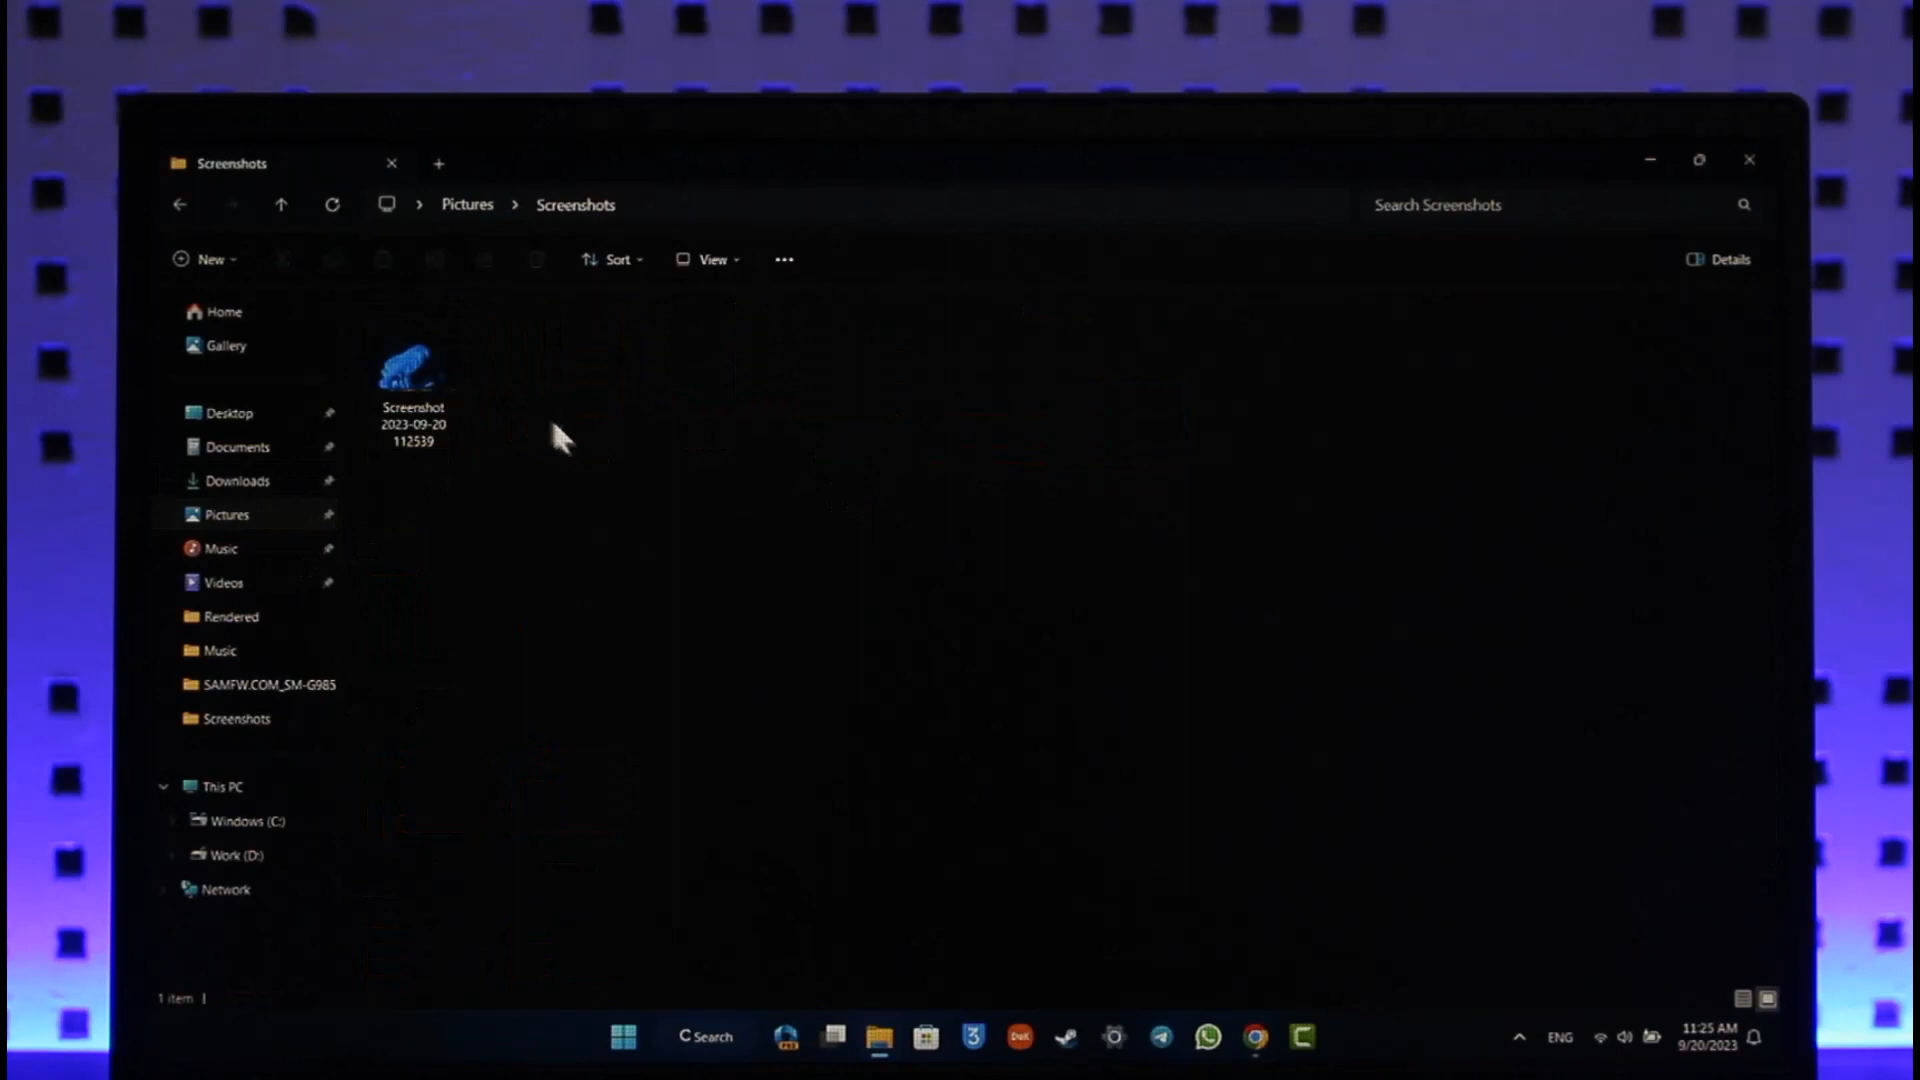 Screenshots
Pictures
Screenshots
Search Screenshots
New
Sort
View
Details
Home
Gallery
Screenshot
2023-09-20
112539
Desktop
Documents
Downloads
Pictures
Music
Videos
Rendered
Music
SAMFW.COM_SM-G985
Screenshots
This PC
Windows (C:)
Work (D:)
Network
1 item
Search
PRE
3
ENG
11:25 AM
9/20/2023